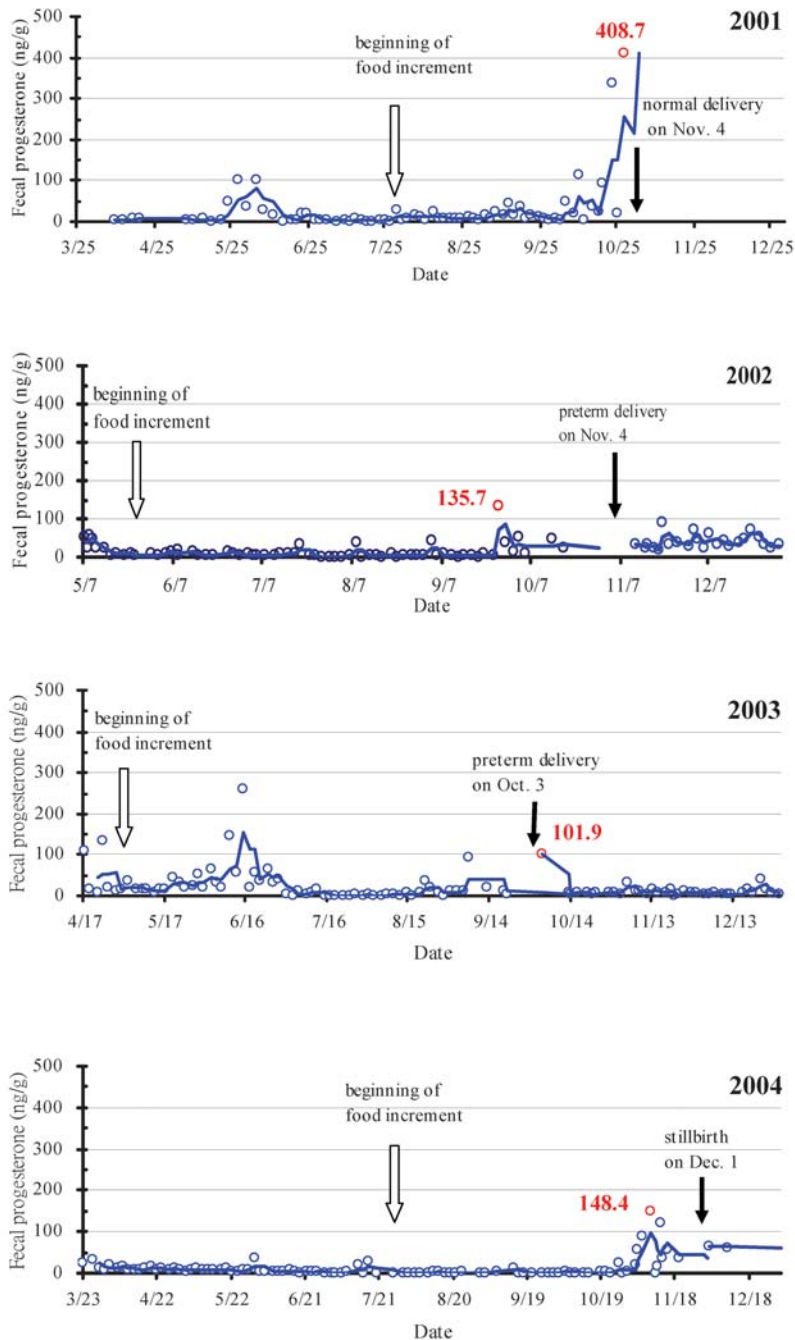 2001
408.7
beginning of
food increment
normal delivery
on Nov. 4
Fecal progesterone (ng/g)
500
400
300
200
100
0
3/25 4/25 5/25 6/25 7/25 8/25 9/25 10/25 11/25 12/25
Date
2002
beginning of
food increment
preterm delivery
on Nov. 4
135.7
Fecal progesterone (ng/g)
500
400
300
200
100
0
5/7 6/7 7/7 8/7 9/7 10/7 11/7 12/7
Date
2003
beginning of
food increment
preterm delivery
on Oct. 3
101.9
Fecal progesterone (ng/g)
500
400
300
200
100
0
4/17 5/17 6/16 7/16 8/15 9/14 10/14 11/13 12/13
Date
2004
beginning of
food increment
stillbirth
on Dec. 1
148.4
Fecal progesterone (ng/g)
500
400
300
200
100
0
3/23 4/22 5/22 6/21 7/21 8/20 9/19 10/19 11/18 12/18
Date